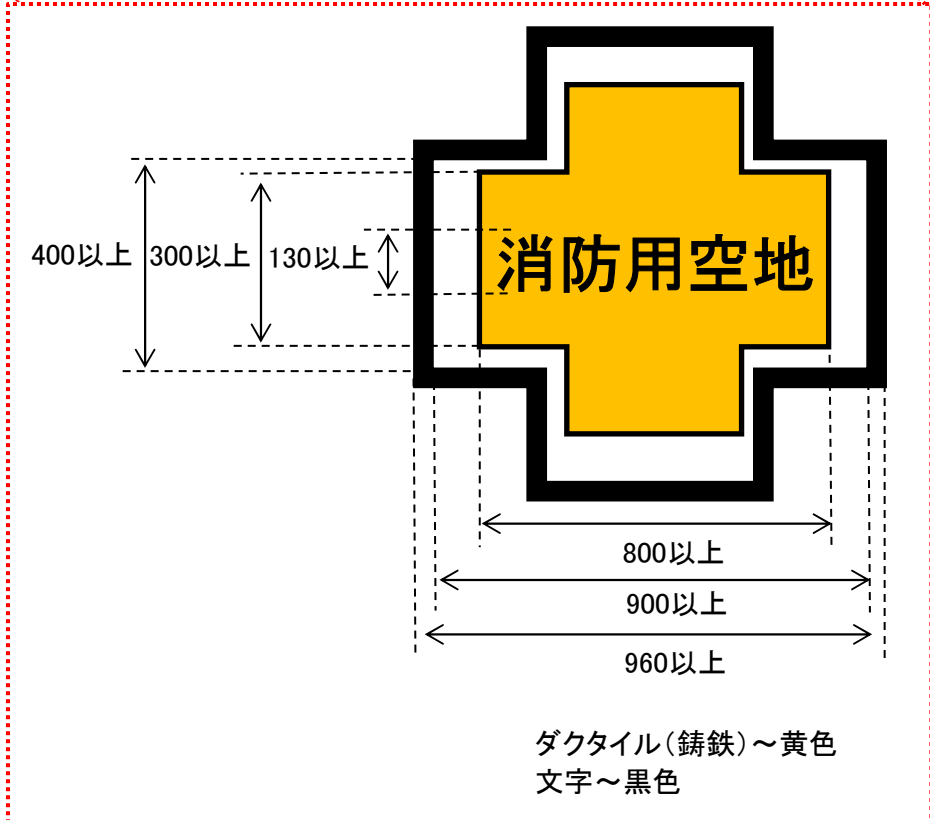 消防用空地
400以上
300以上
130以上
800以上
900以上
960以上
ダクタイル(鋳鉄)～黄色
文字～黒色